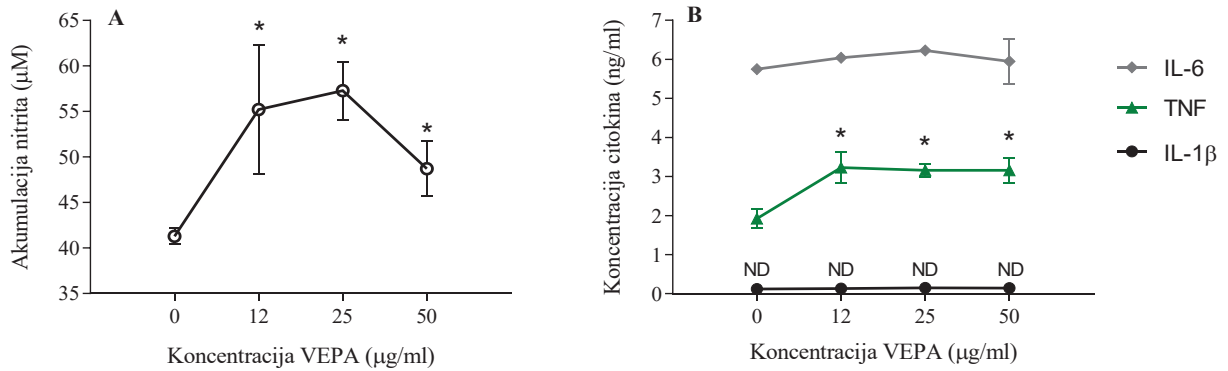 A
Akumulacija nitrita (μM)
65
*
*
60
55
*
50
45
40
35
0 12 25 50
Koncentracija VEPA (μg/ml)
B
Koncentracija citokina (ng/ml)
7
6
5
4
* * *
3
2
1
ND ND ND ND
0
0 12 25 50
Koncentracija VEPA (μg/ml)
IL-6
TNF
IL-1β